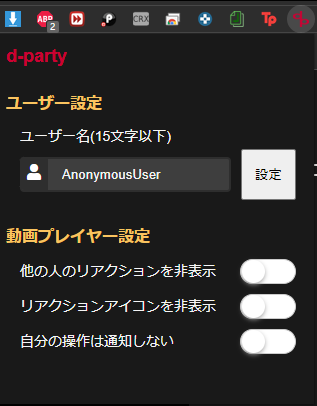 ABP
2
CRX
Tp
d-party
ユーザー設定
ユーザー名(15文字以下)
AnonymousUser
設定
動画プレイヤー設定
他の人のリアクションを非表示
リアクションアイコンを非表示
自分の操作は通知しない